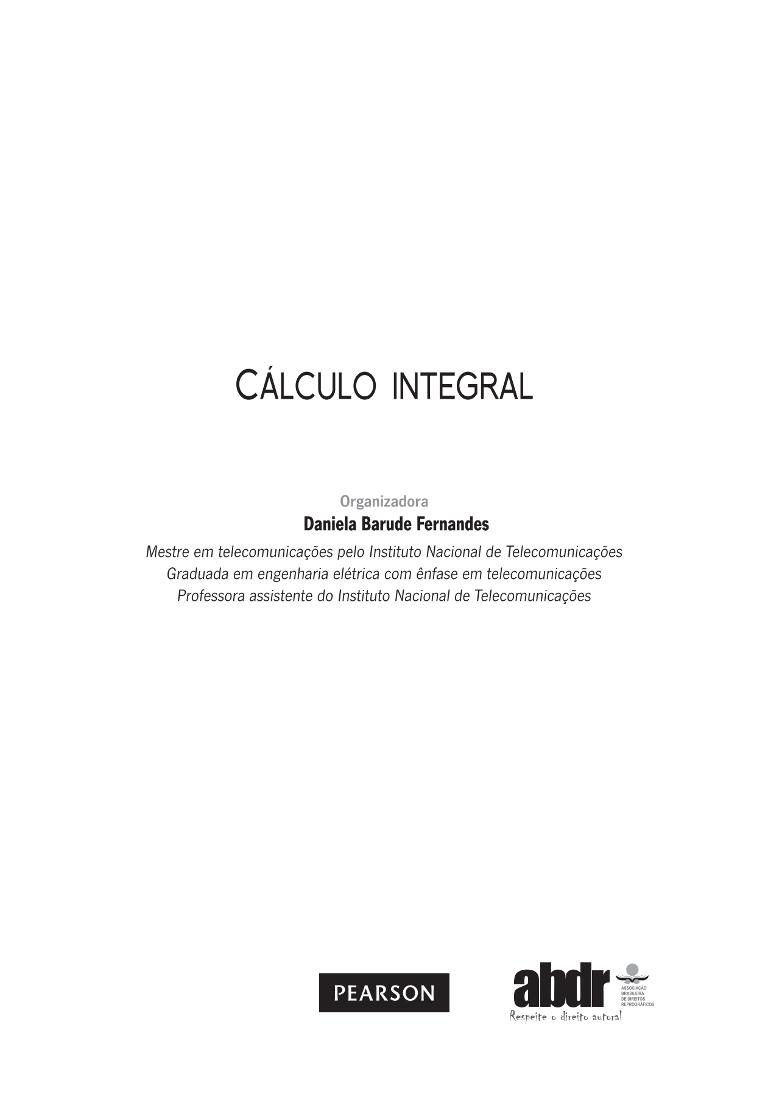 CÁLCULO INTEGRAL
Organizadora
Daniela Barude Fernandes
Mestre em telecomunicações pelo Instituto Nacional de Telecomunicações
Graduada em engenharia elétrica com ênfase em telecomunicações
Professora assistente do Instituto Nacional de Telecomunicações
PEARSON
abdr
ASSOCIAÇÃO
BRASILEIRA
DE DIREITOS
REPROGRÁFICOS
Respeite o direito autoral